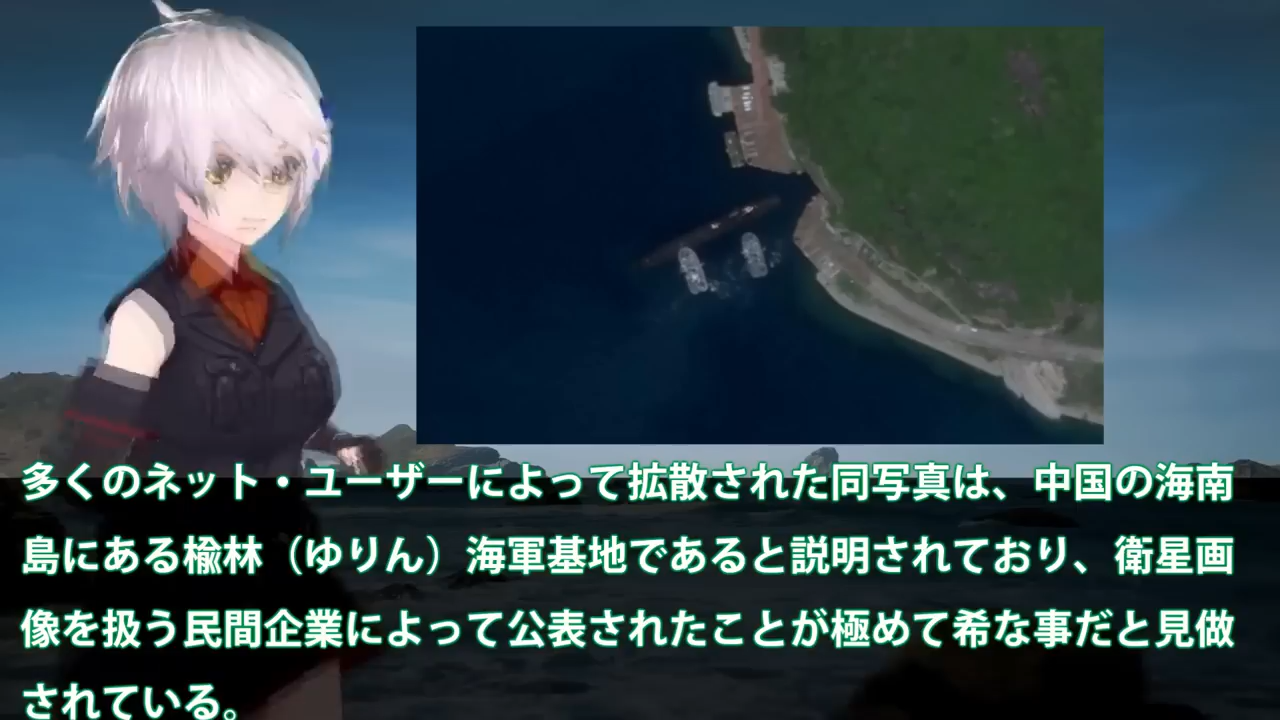 多くのネット・ユーザーによって拡散された同写真は、中国の海南
島にある楡林（ゆりん）海軍基地であると説明されており、衛星画
像を扱う民間企業によって公表されたことが極めて希な事だと見做
されている。